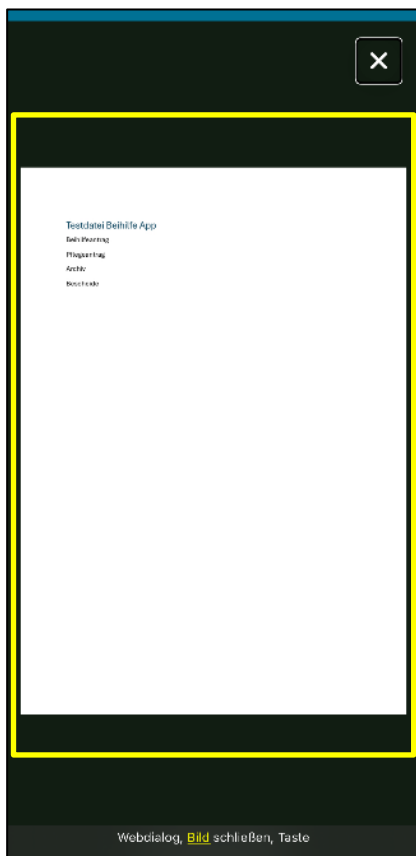 Testdatei Beihilfe App
Beihilfeantrag
Pflegeantrag
Archiv
Bescheide
Webdialog, Bild schließen, Taste